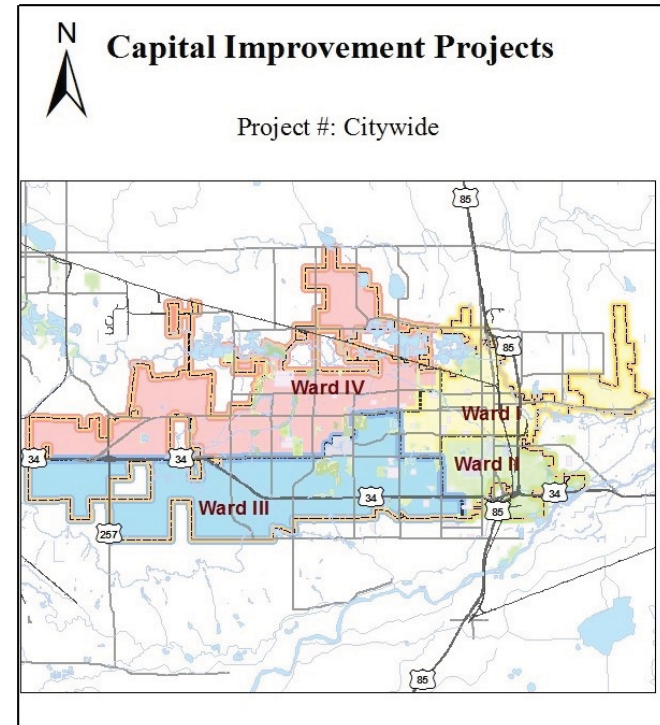 N
Capital Improvement Projects
Project #: Citywide
85
85
Ward IV
Ward I
34
34
Ward II
Ward III
34
34
85
257
85